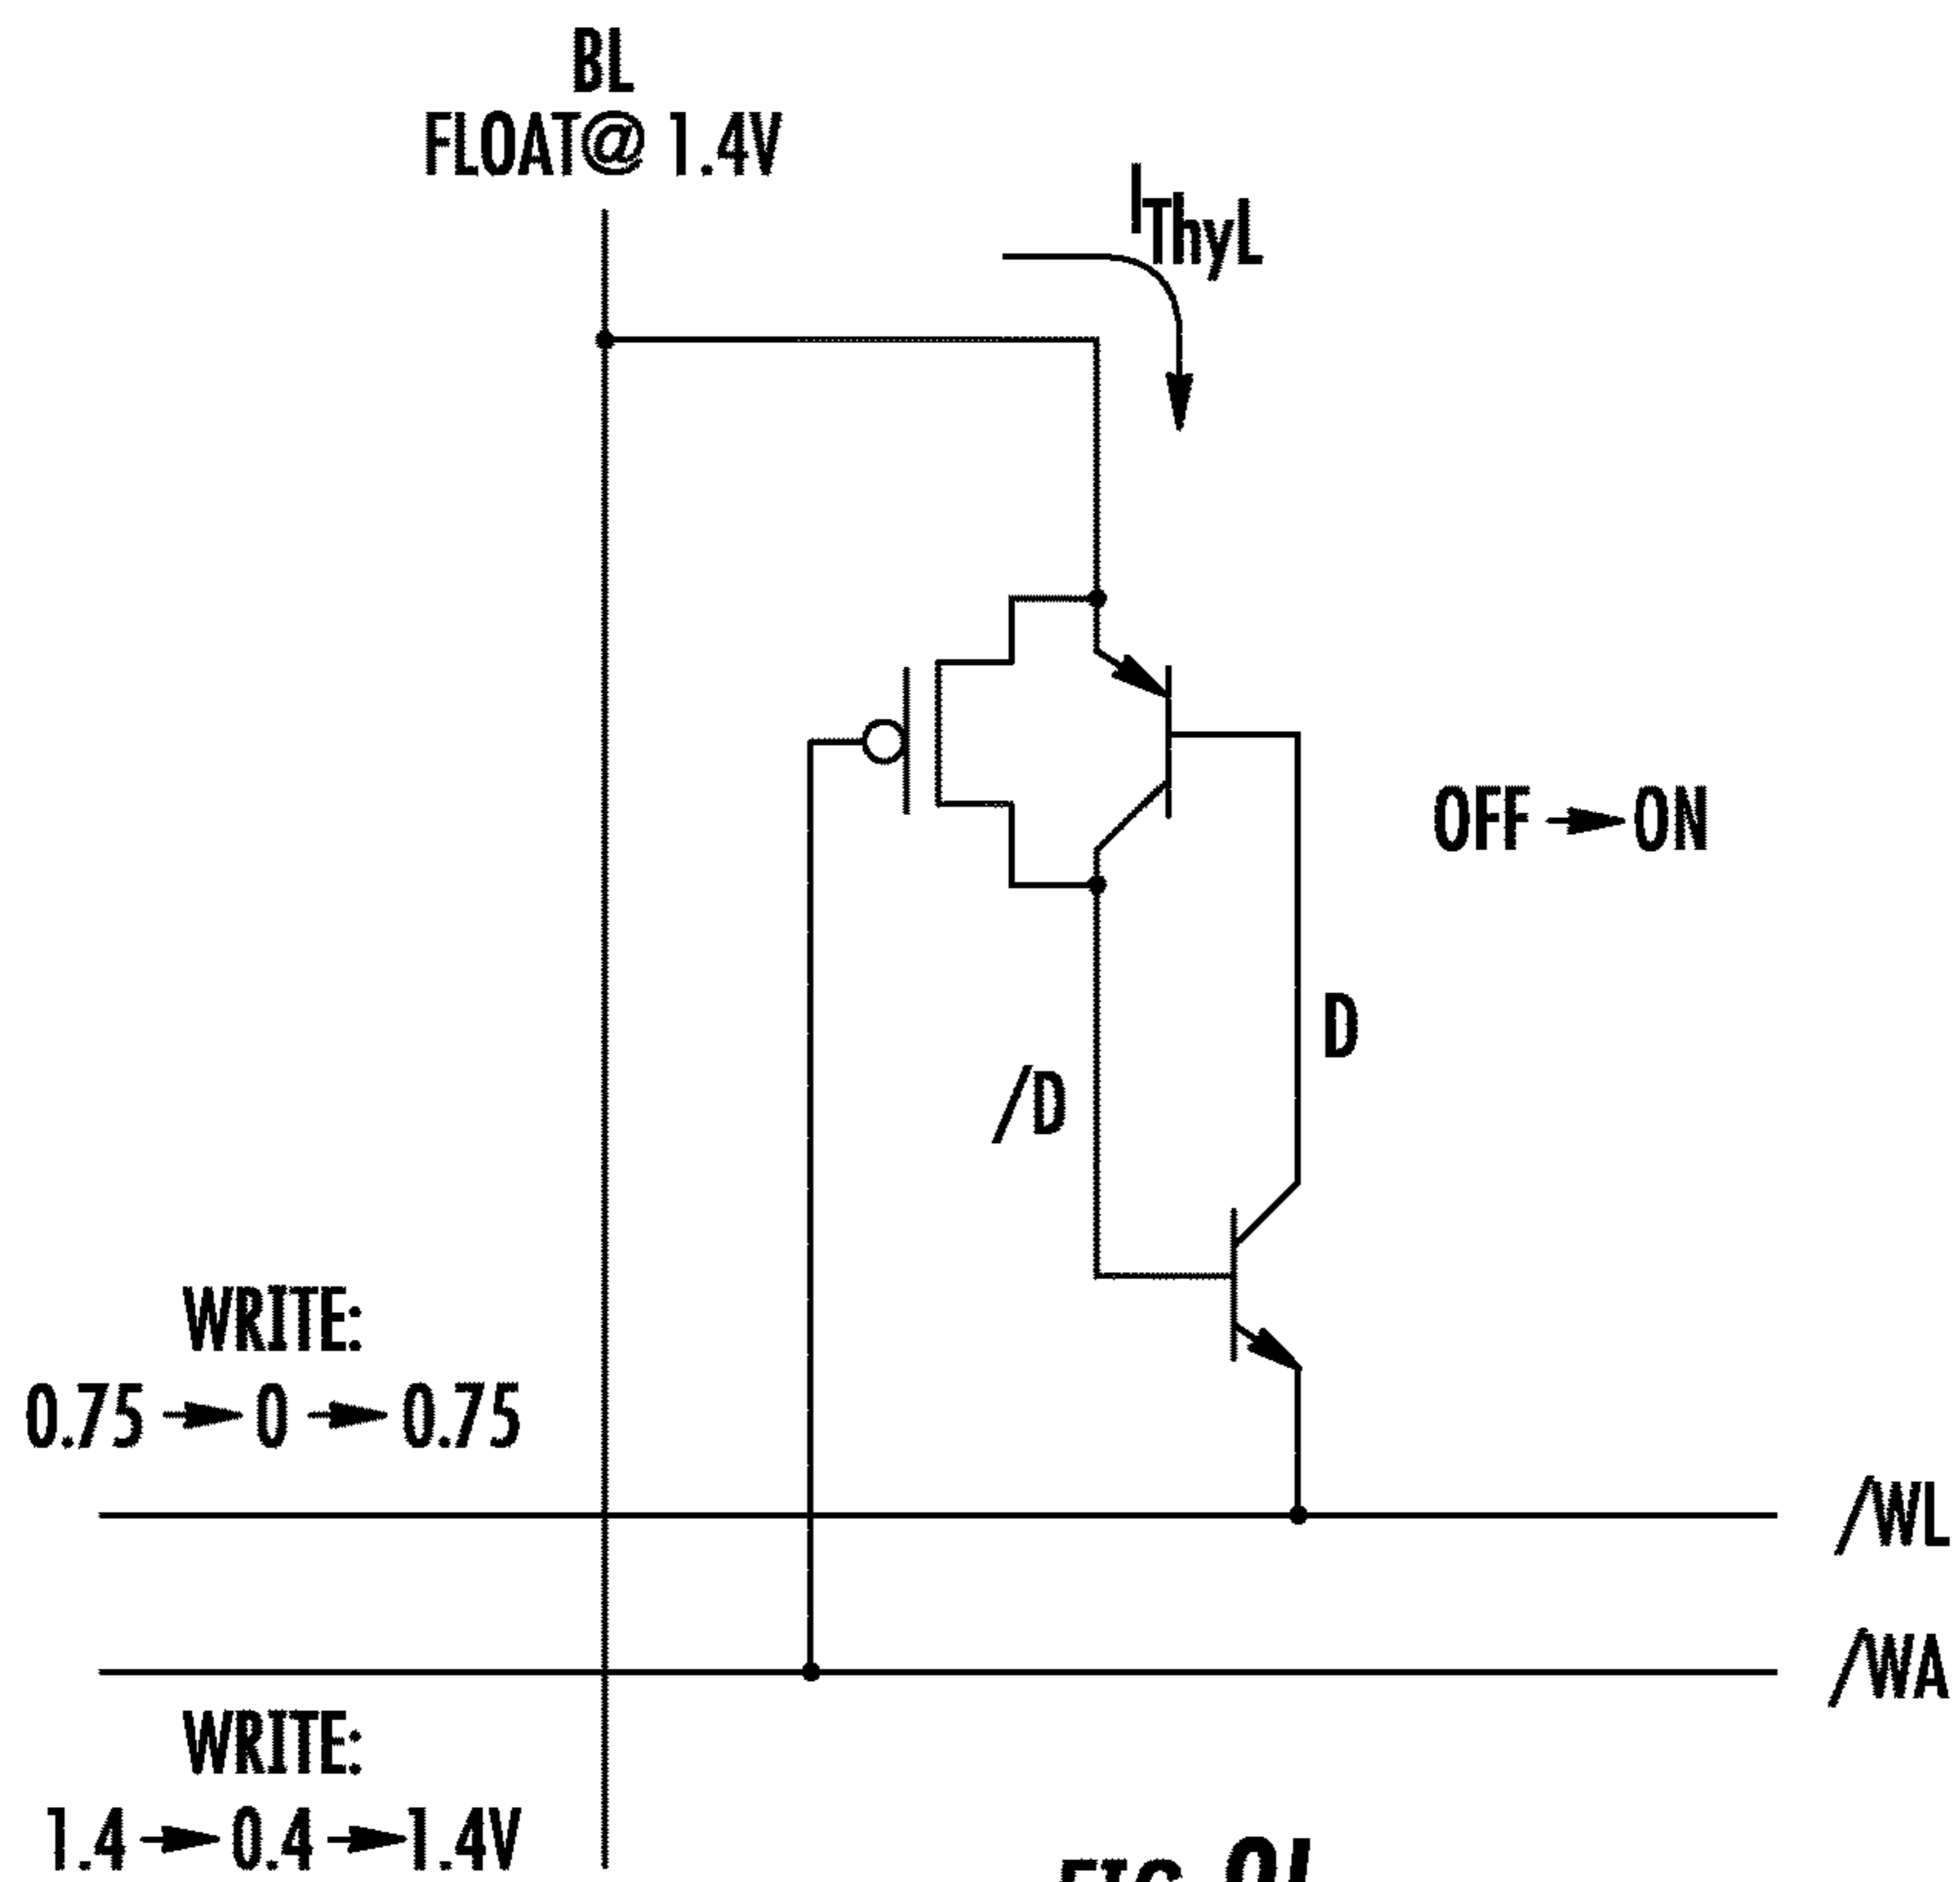 BL
FLOAT@ 1.4V
IThyL
OFF → ON
D
/D
WRITE:
0.75 → 0 → 0.75
/WL
/WA
WRITE:
1.4 → 0.4 → 1.4V